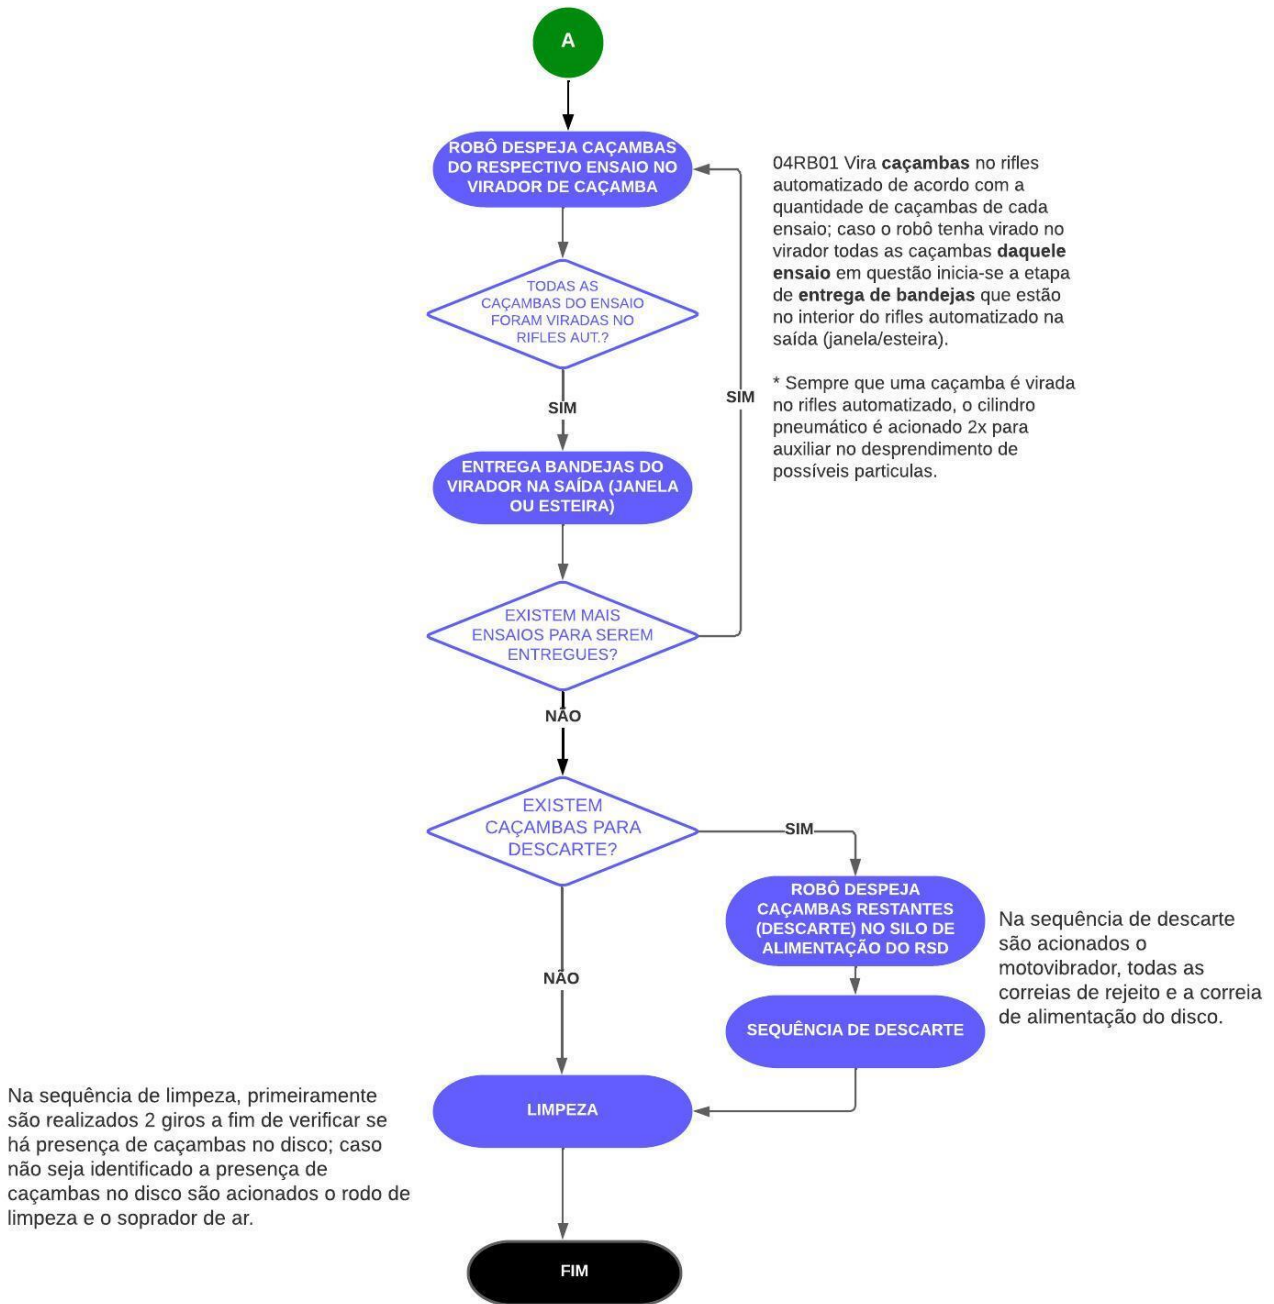 A
ROBÔ DESPEJA CAÇAMBAS
DO RESPECTIVO ENSAIO NO
VIRADOR DE CAÇAMBA
04RB01 Vira caçambas no rifles
automatizado de acordo com a
quantidade de caçambas de cada
ensaio; caso o robô tenha virado no
virador todas as caçambas daquele
ensaio em questão inicia-se a etapa
de entrega de bandejas que estão
no interior do rifles automatizado na
saída (janela/esteira).
* Sempre que uma caçamba é virada
no rifles automatizado, o cilindro
pneumático é acionado 2x para
auxiliar no desprendimento de
possíveis particulas.
TODAS AS
CAÇAMBAS DO ENSAIO
FORAM VIRADAS NO
RIFLES AUT.?
SIM
SIM
ENTREGA BANDEJAS DO
VIRADOR NA SAÍDA (JANELA
OU ESTEIRA)
EXISTEM MAIS
ENSAIOS PARA SEREM
ENTREGUES?
NÃO
EXISTEM
CAÇAMBAS PARA
DESCARTE?
SIM
ROBÔ DESPEJA
CAÇAMBAS RESTANTES
(DESCARTE) NO SILO DE
ALIMENTAÇÃO DO RSD
Na sequência de descarte
são acionados o
motovibrador, todas as
correias de rejeito e a correia
de alimentação do disco.
NÃO
SEQUÊNCIA DE DESCARTE
Na sequência de limpeza, primeiramente
são realizados 2 giros a fim de verificar se
há presença de caçambas no disco; caso
não seja identificado a presença de
caçambas no disco são acionados o rodo de
limpeza e o soprador de ar.
LIMPEZA
FIM